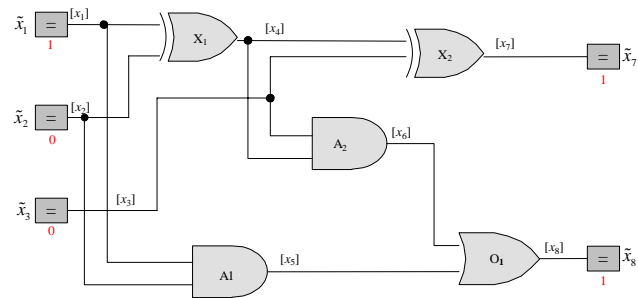 [x₁] [x₄]
x̃₁ = X₁ X₂ [x₇] = x̃₇
1 1
[x₂]
x̃₂ =
0
A₂ [x₆]
[x₃]
x̃₃ =
0
[x₅] [x₈]
A1 O₁ = x̃₈
1